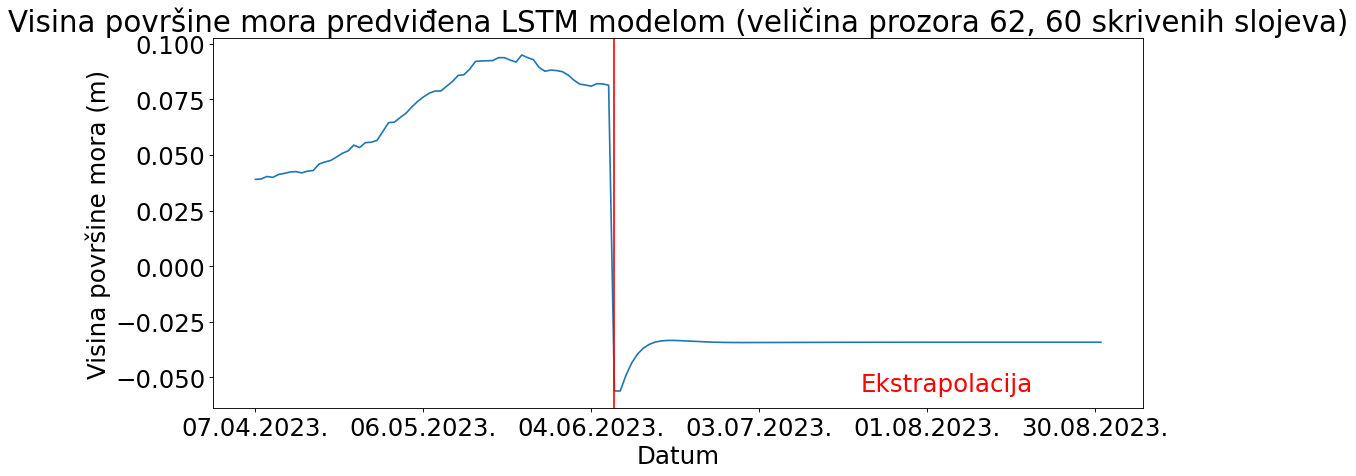 Visina površine mora predviđena LSTM modelom (veličina prozora 62, 60 skrivenih slojeva)
Visina površine mora (m)
0.100
0.075
0.050
0.025
0.000
−0.025
−0.050
Ekstrapolacija
07.04.2023. 06.05.2023. 04.06.2023. 03.07.2023. 01.08.2023. 30.08.2023.
Datum